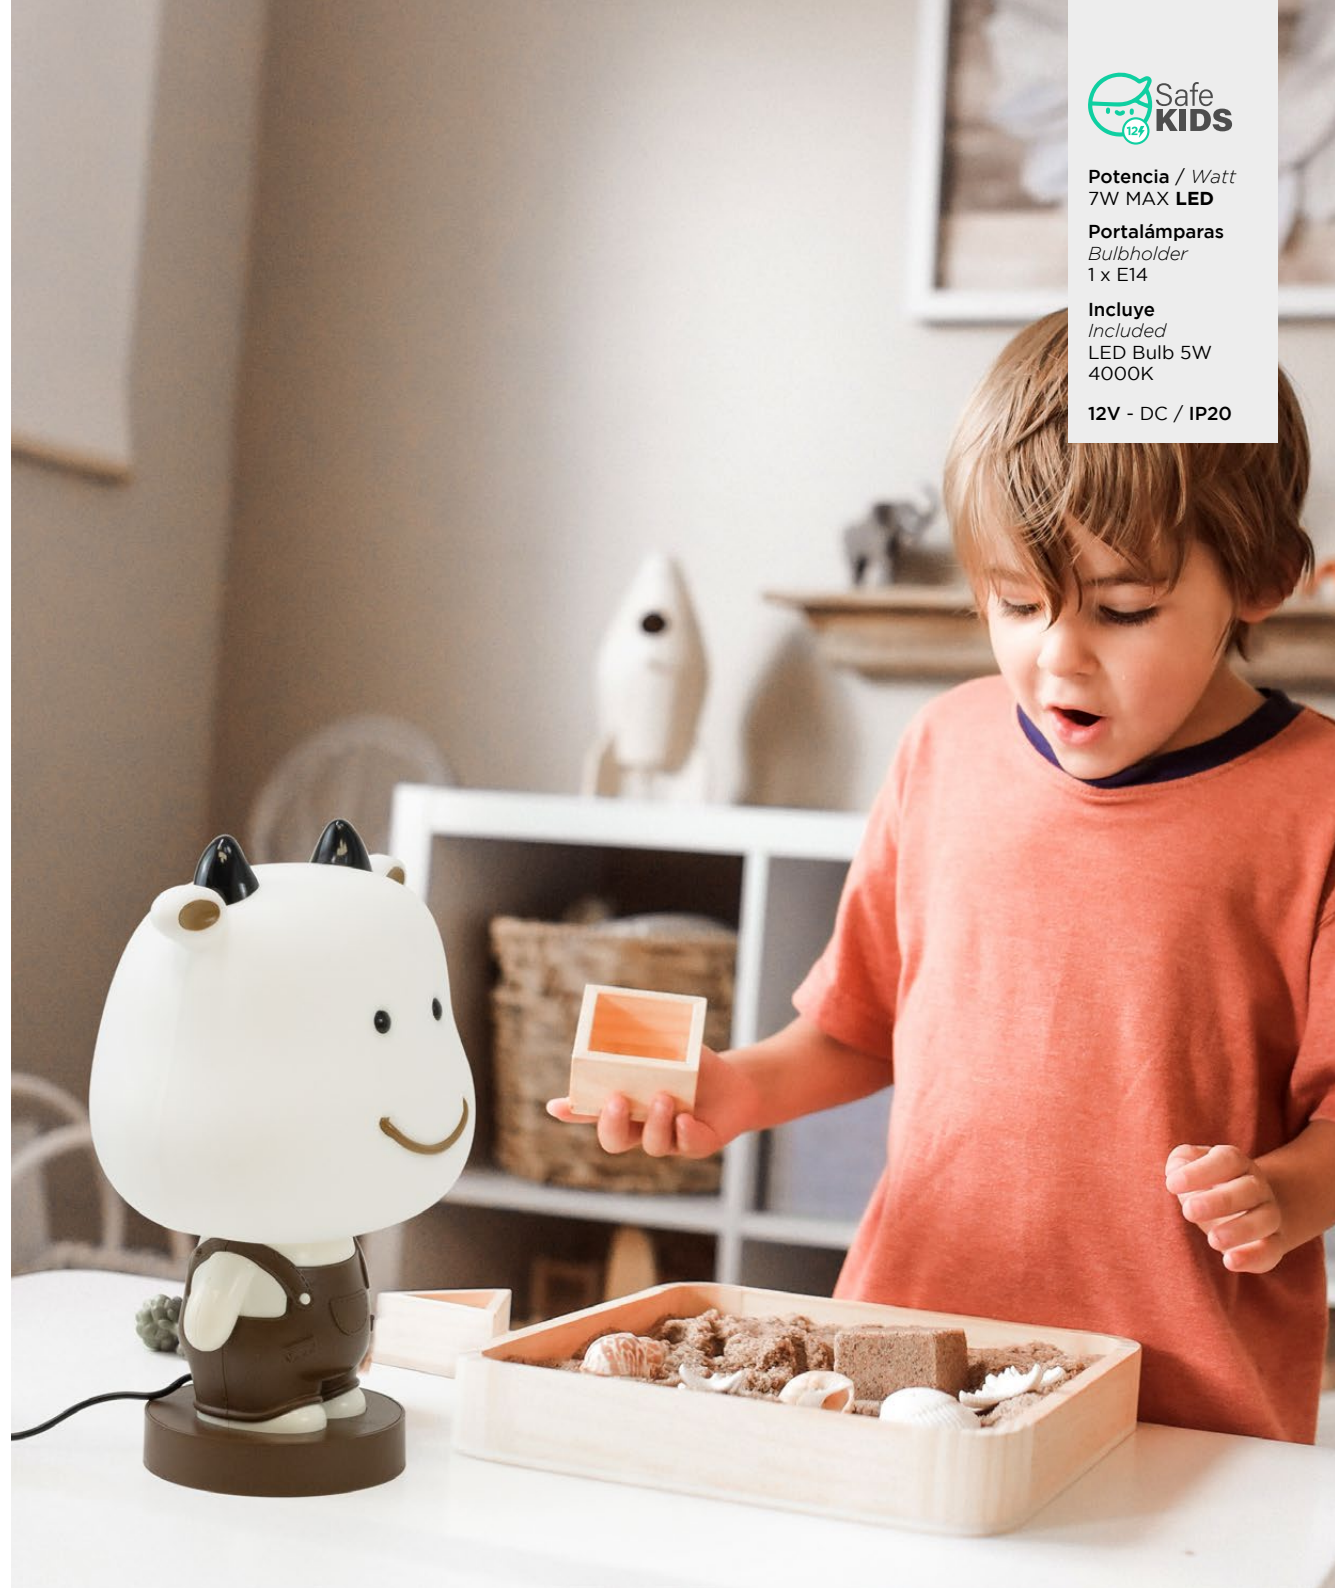 Safe
KIDS
12
Potencia / Watt
7W MAX LED
Portalámparas
Bulbholder
1 x E14
Incluye
Included
LED Bulb 5W
4000K
12V - DC / IP20